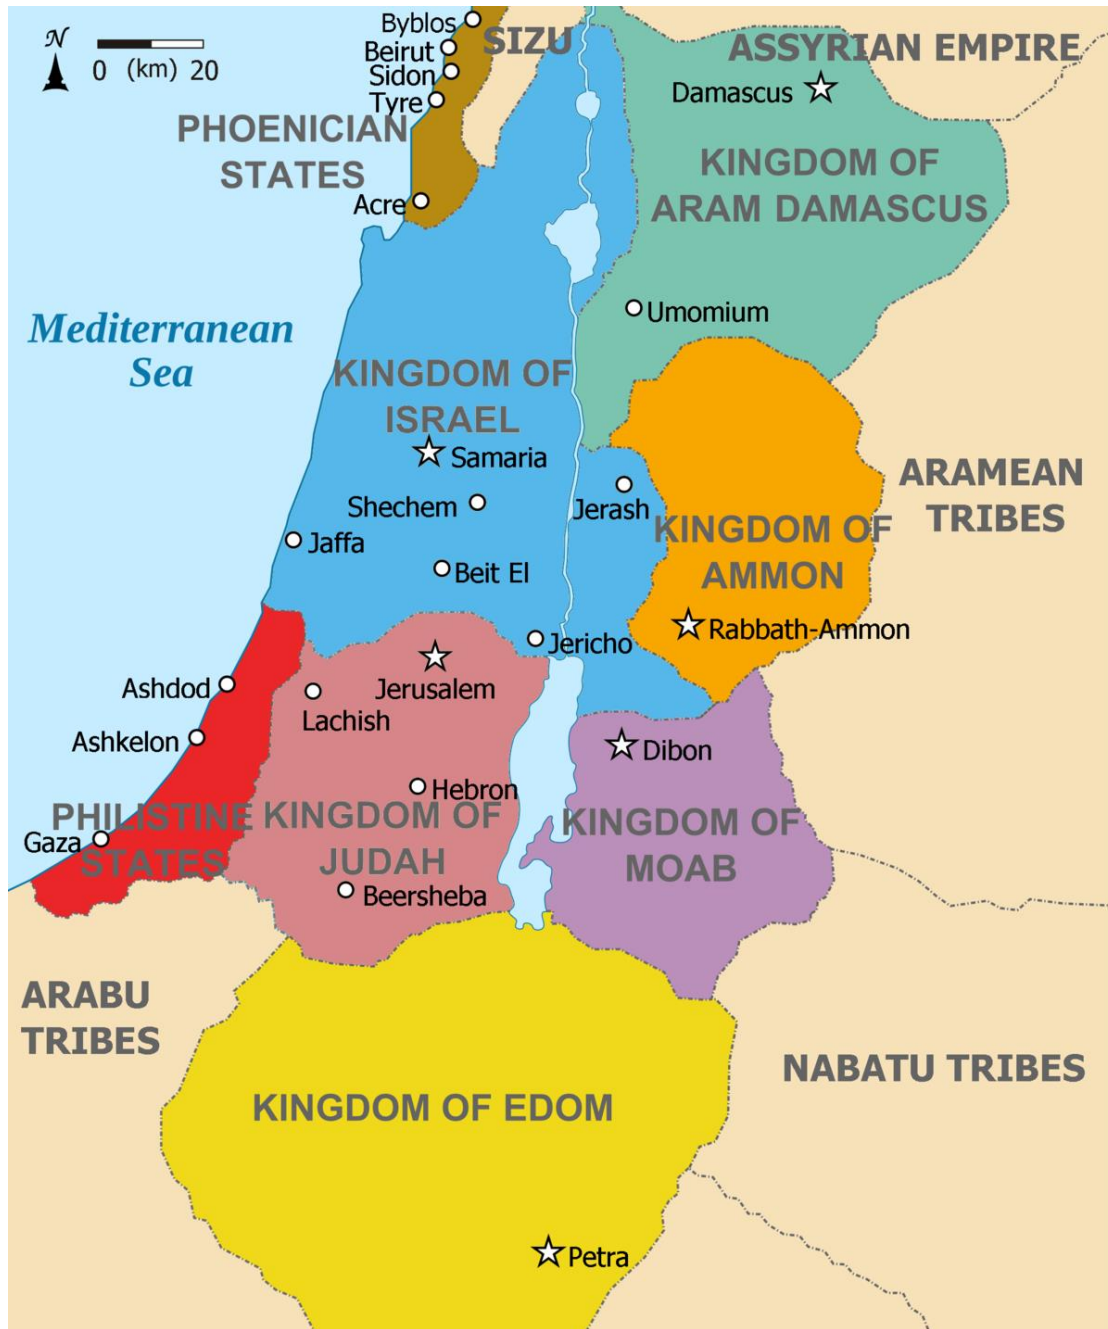 Byblos
N
Beirut
SIZU
ASSYRIAN EMPIRE
0 (km) 20
Sidon
Damascus
Tyre
PHOENICIAN
STATES
KINGDOM OF
ARAM DAMASCUS
Acre
Umomium
Mediterranean
Sea
KINGDOM OF
ISRAEL
Samaria
ARAMEAN
TRIBES
Shechem
Jerash
KINGDOM OF
AMMON
Jaffa
Beit El
Rabbath-Ammon
Jericho
Ashdod
Jerusalem
Lachish
Ashkelon
Dibon
Hebron
PHILISTINE
STATES
KINGDOM OF
JUDAH
KINGDOM OF
MOAB
Gaza
Beersheba
ARABU
TRIBES
NABATU TRIBES
KINGDOM OF EDOM
Petra